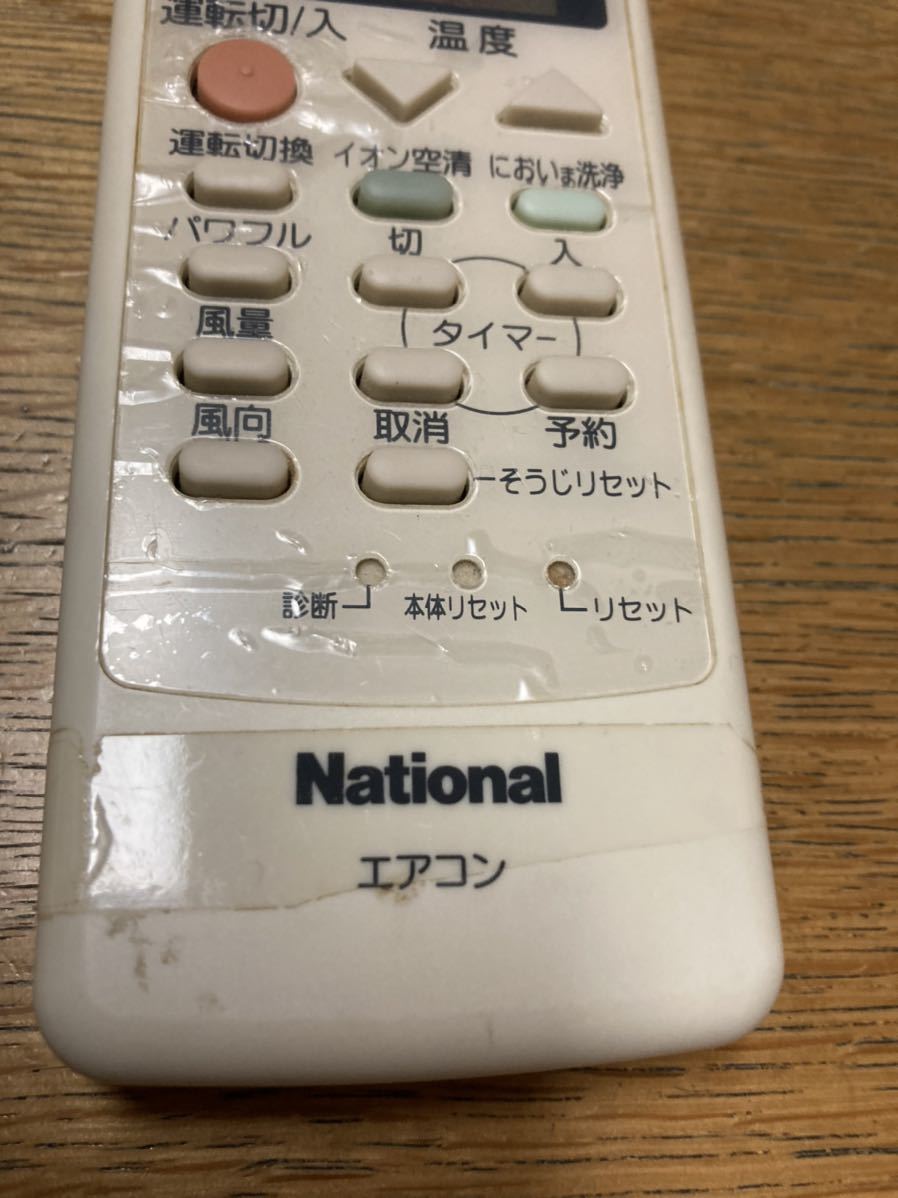 運転切/入 温度
運転切換 イオン空清 においᵃ洗浄
パワフル 切 入
風量 タイマー
風向 取消 予約
そうじリセット
診断 本体リセット リセット
National
エアコン